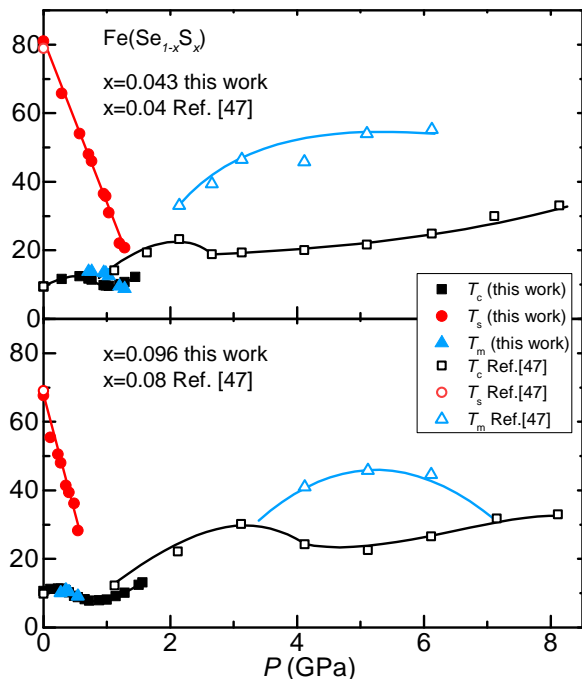 80
60
40
20
0
Fe(Se1-xSx)
x=0.043 this work
x=0.04 Ref. [47]
Tc (this work)
Ts (this work)
Tm (this work)
Tc Ref.[47]
Ts Ref.[47]
Tm Ref.[47]
80
60
40
20
0
x=0.096 this work
x=0.08 Ref. [47]
0 2 4 6 8
P (GPa)